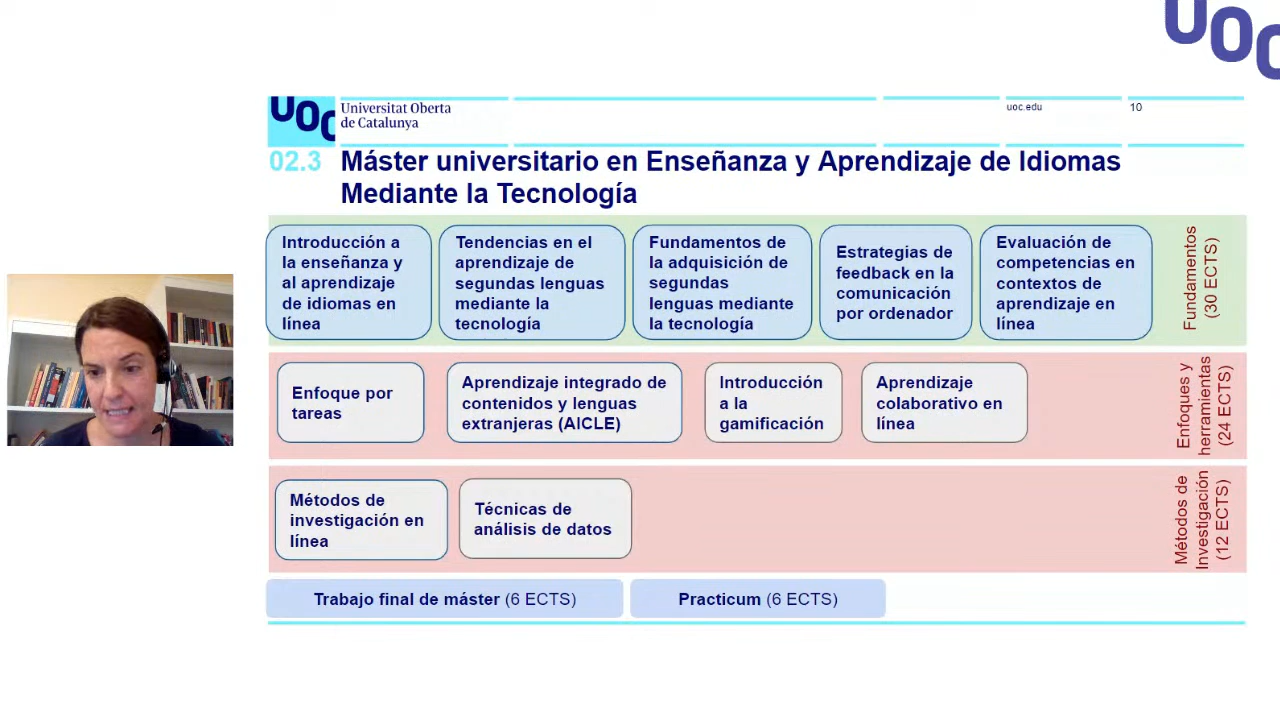 UOC
UOC
Universitat Oberta
de Catalunya
uoc.edu
10
02.3
Máster universitario en Enseñanza y Aprendizaje de Idiomas
Mediante la Tecnología
Introducción a
la enseñanza y
al aprendizaje
de idiomas en
línea
Tendencias en el
aprendizaje de
segundas lenguas
mediante la
tecnología
Fundamentos de
la adquisición de
segundas
lenguas mediante
la tecnología
Estrategias de
feedback en la
comunicación
por ordenador
Evaluación de
competencias en
contextos de
aprendizaje en
línea
Fundamentos
(30 ECTS)
Enfoque por
tareas
Aprendizaje integrado de
contenidos y lenguas
extranjeras (AICLE)
Introducción
a la
gamificación
Aprendizaje
colaborativo en
línea
Enfoques y
herramientas
(24 ECTS)
Métodos de
investigación en
línea
Técnicas de
análisis de datos
Métodos de
Investigación
(12 ECTS)
Trabajo final de máster (6 ECTS)
Practicum (6 ECTS)